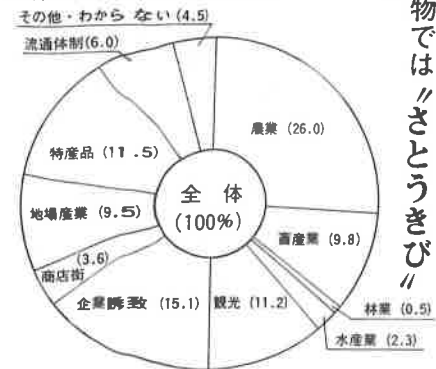 物では〝さとうきび〟
その他・わからない (4.5)
流通体制(6.0)
農業 (26.0)
特産品 (11.5)
全体
(100%)
地場産業 (9.5)
畜産業 (9.8)
(3.6)
商店街
企業誘致 (15.1)
観光 (11.2)
林業 (0.5)
水産業 (2.3)